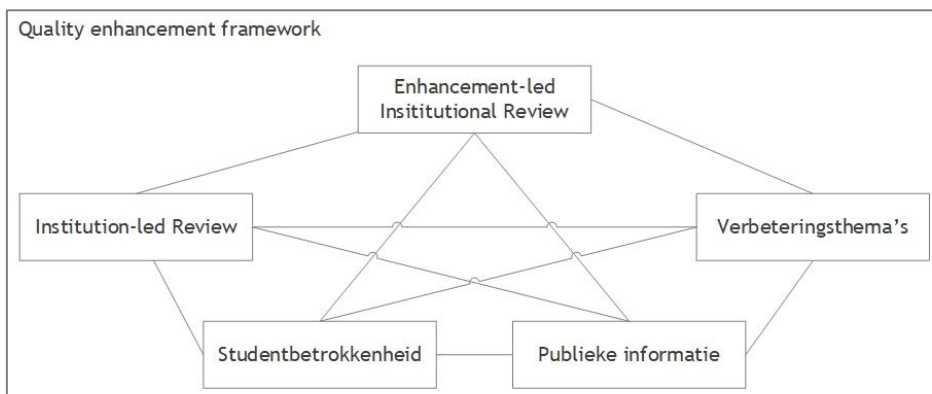 Quality enhancement framework
Enhancement-led
Insititutional Review
Institution-led Review
Verbeteringsthema's
Studentbetrokkenheid
Publieke informatie